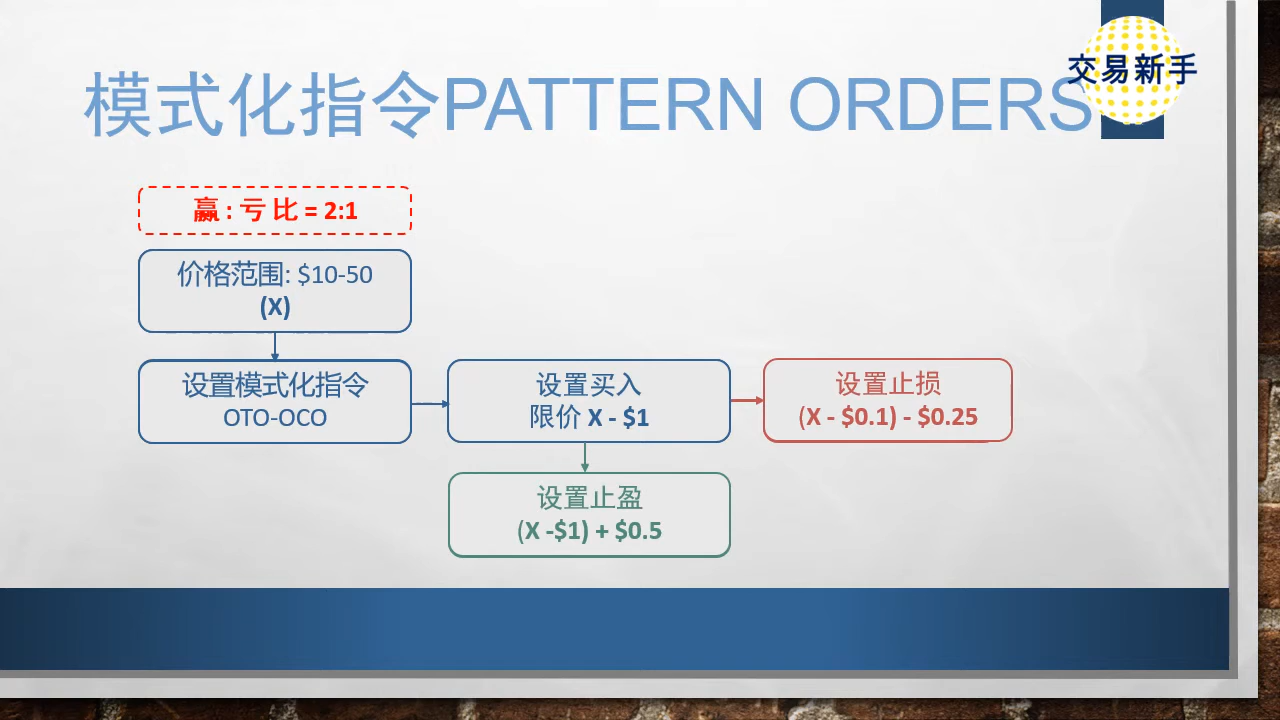 模式化指令PATTERN ORDERS
交易新手
赢 : 亏 比 = 2:1
价格范围: $10-50
(X)
设置模式化指令
OTO-OCO
设置买入
限价 X - $1
设置止损
(X - $0.1) - $0.25
设置止盈
(X -$1) + $0.5